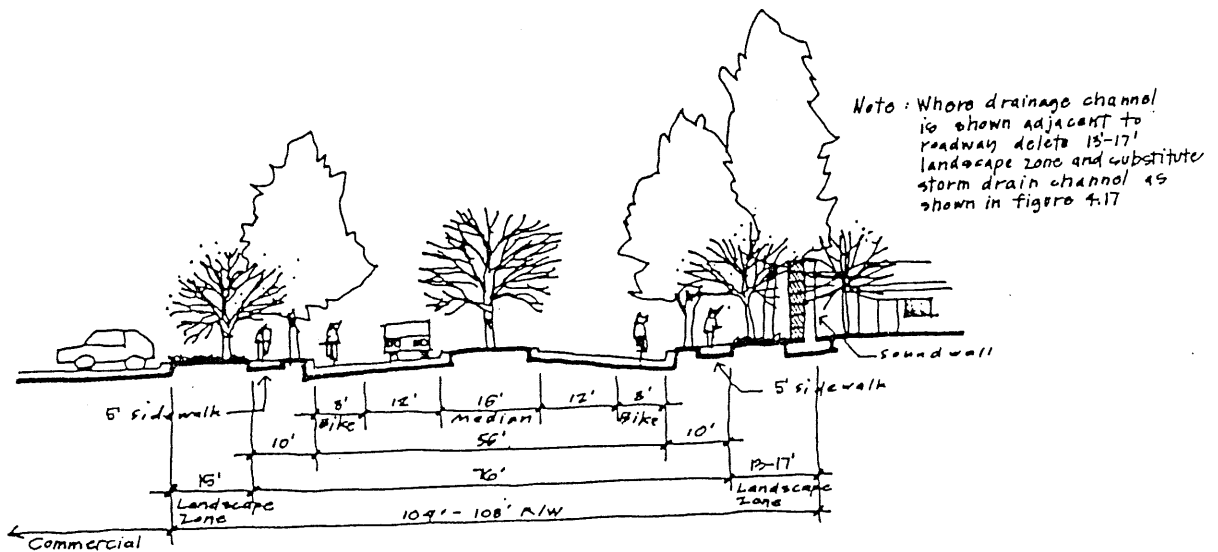 Note : Where drainage channel
is shown adjacent to
roadway delete 13'-17'
landscape zone and substitute
storm drain channel as
shown in figure 4.17
soundwall
5' sidewalk
5' sidewalk
8' 12' 16' 12' 8'
Bike Median Bike
10' 56' 10'
15' 76' 13-17'
Landscape Zone
Landscape Zone
104' - 108' R/W
Commercial